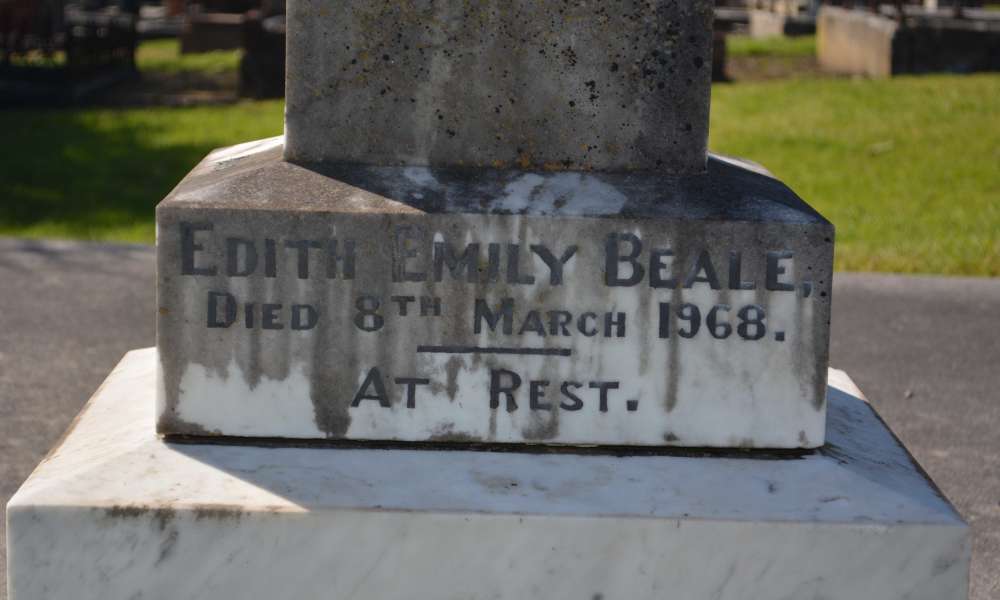 EDITH EMILY BEALE,
DIED 8TH MARCH 1968.
AT REST.